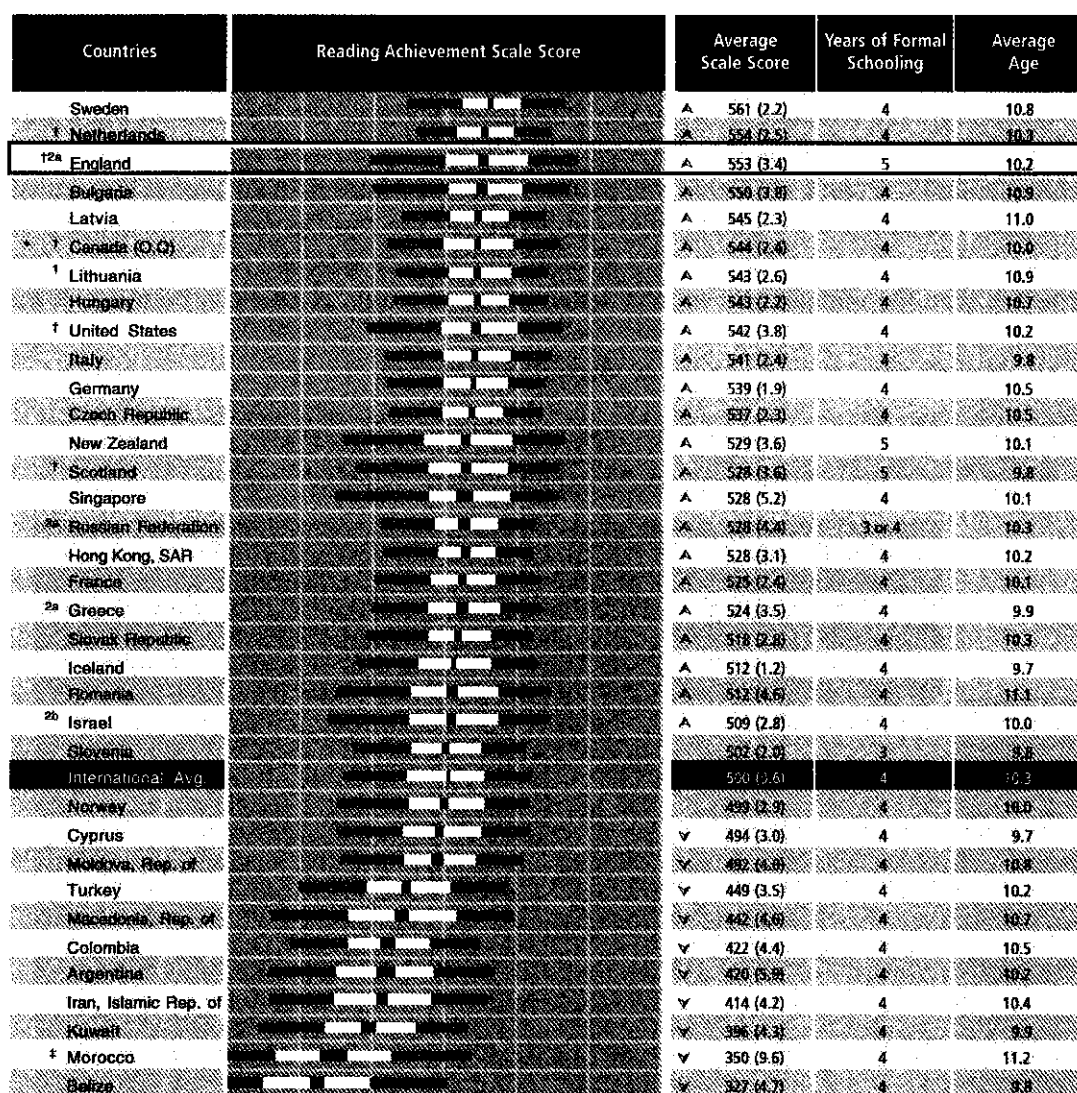 Countries Reading Achievement Scale Score Average Scale Score Years of Formal Schooling Average Age
Sweden 561 (2.2) 4 10.8
† Netherlands 554 (2.5) 4 10.3
†2a England 553 (3.4) 5 10.2
Bulgaria 550 (3.8) 4 10.9
Latvia 545 (2.3) 4 11.0
* † Canada (O,Q) 544 (2.4) 4 10.0
1 Lithuania 543 (2.6) 4 10.9
Hungary 543 (2.2) 4 10.7
† United States 542 (3.8) 4 10.2
Italy 541 (2.4) 4 9.8
Germany 539 (1.9) 4 10.5
Czech Republic 537 (2.3) 4 10.5
New Zealand 529 (3.6) 5 10.1
† Scotland 528 (3.6) 5 9.8
Singapore 528 (5.2) 4 10.1
2a Russian Federation 528 (4.4) 3 or 4 10.3
Hong Kong, SAR 528 (3.1) 4 10.2
France 525 (2.4) 4 10.1
2a Greece 524 (3.5) 4 9.9
Slovak Republic 518 (2.8) 4 10.3
Iceland 512 (1.2) 4 9.7
Romania 512 (4.6) 4 11.1
2b Israel 509 (2.8) 4 10.0
Slovenia 502 (2.0) 3 9.8
International Avg. 500 (0.6) 4 10.3
Norway 499 (2.9) 4 10.0
Cyprus 494 (3.0) 4 9.7
Moldova, Rep. of 492 (4.0) 4 10.8
Turkey 449 (3.5) 4 10.2
Macedonia, Rep. of 442 (4.6) 4 10.7
Colombia 422 (4.4) 4 10.5
Argentina 420 (5.9) 4 10.2
Iran, Islamic Rep. of 414 (4.2) 4 10.4
Kuwait 396 (4.3) 4 9.9
‡ Morocco 350 (9.6) 4 11.2
Belize 327 (4.7) 4 9.8